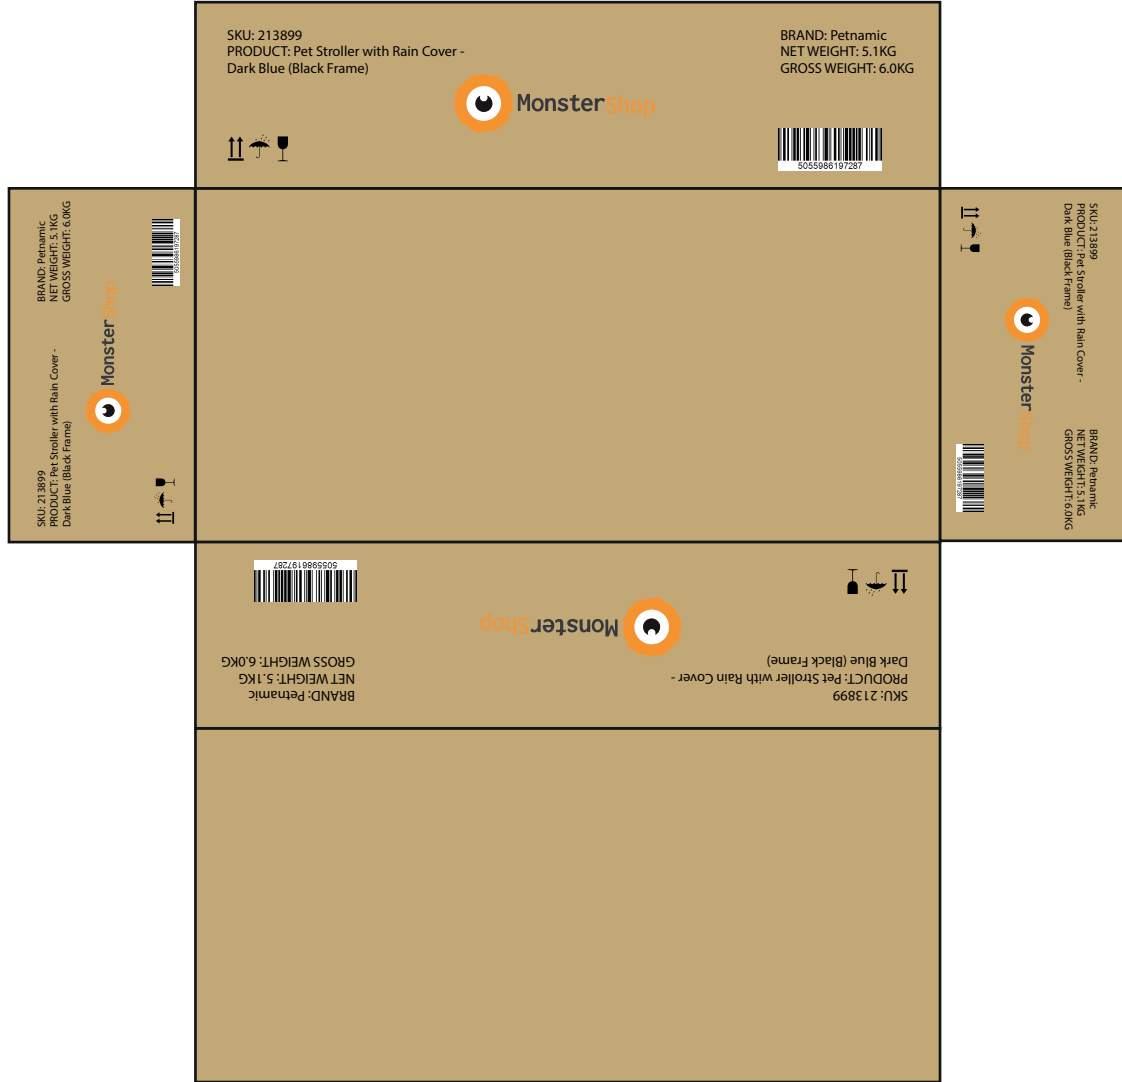 SKU: 213899
PRODUCT: Pet Stroller with Rain Cover -
Dark Blue (Black Frame)
BRAND: Petnamic
NET WEIGHT: 5.1KG
GROSS WEIGHT: 6.0KG
MonsterShop
5055986197287
BRAND: Petnamic
NET WEIGHT: 5.1KG
GROSS WEIGHT: 6.0KG
5055986197287
MonsterShop
SKU: 213899
PRODUCT: Pet Stroller with Rain Cover -
Dark Blue (Black Frame)
SKU: 213899
PRODUCT: Pet Stroller with Rain Cover -
Dark Blue (Black Frame)
MonsterShop
BRAND: Petnamic
NET WEIGHT: 5.1KG
GROSS WEIGHT: 6.0KG
5055986197287
SKU: 213899
PRODUCT: Pet Stroller with Rain Cover -
Dark Blue (Black Frame)
BRAND: Petnamic
NET WEIGHT: 5.1KG
GROSS WEIGHT: 6.0KG
MonsterShop
5055986197287